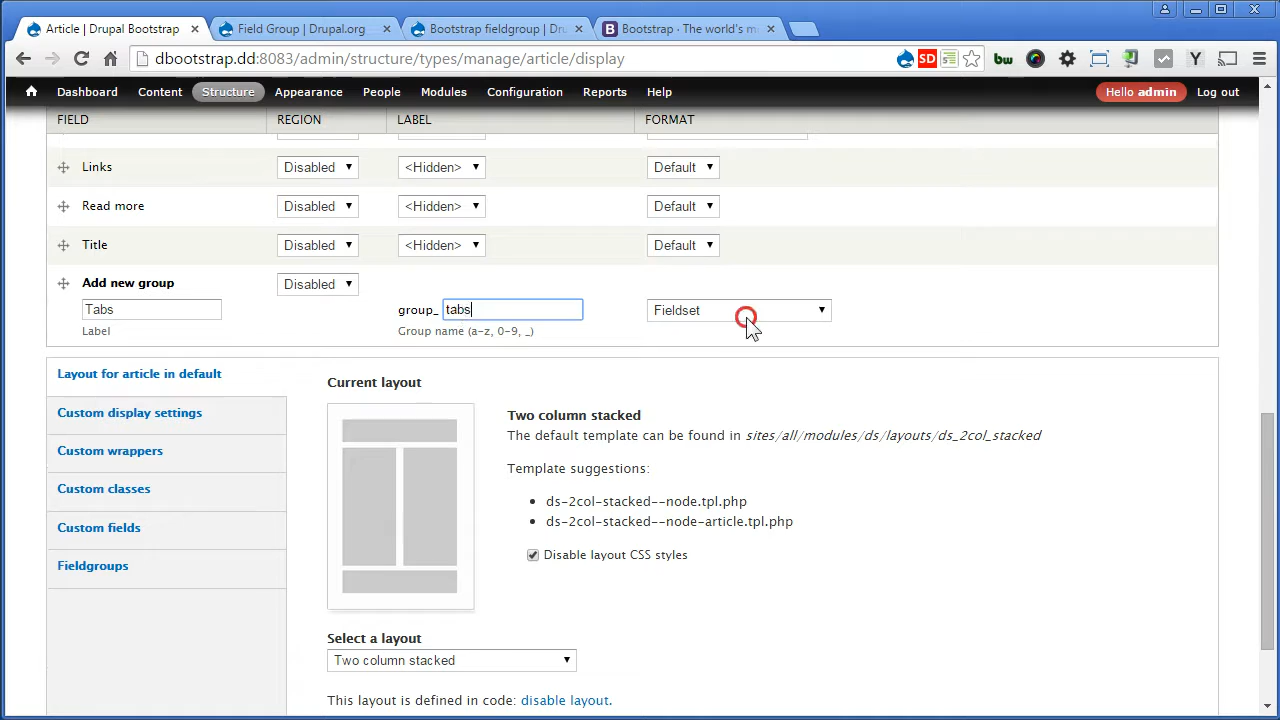 Article | Drupal Bootstrap × Field Group | Drupal.org × Bootstrap fieldgroup | Dru × Bootstrap · The world's m ×
dbootstrap.dd:8083/admin/structure/types/manage/article/display SD bw Y
Dashboard Content Structure Appearance People Modules Configuration Reports Help Hello admin Log out
FIELD REGION LABEL FORMAT
Links Disabled <Hidden> Default
Read more Disabled <Hidden> Default
Title Disabled <Hidden> Default
Add new group Disabled
Tabs group_ tabs Fieldset
Label Group name (a-z, 0-9, _)
Layout for article in default
Custom display settings
Custom wrappers
Custom classes
Custom fields
Fieldgroups
Current layout
Two column stacked
The default template can be found in sites/all/modules/ds/layouts/ds_2col_stacked
Template suggestions:
• ds-2col-stacked--node.tpl.php
• ds-2col-stacked--node-article.tpl.php
Disable layout CSS styles
Select a layout
Two column stacked
This layout is defined in code: disable layout.